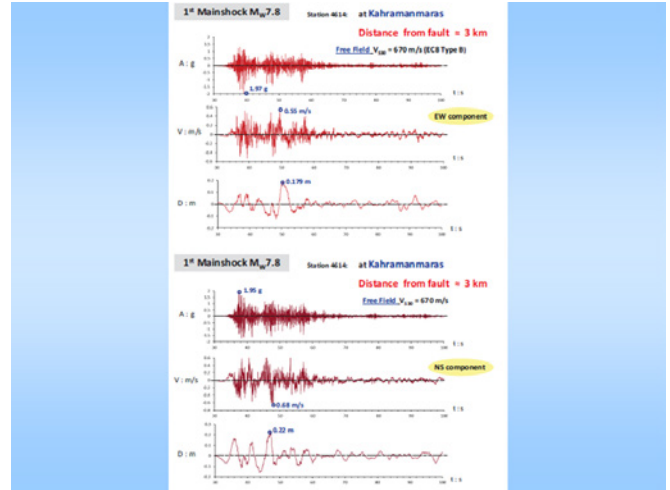 1st Mainshock MW7.8 Station 4614: at Kahramanmaras
Distance from fault ≈ 3 km
Free Field VS30 = 670 m/s (EC8 Type B)
A : g
t : s
1.97 g
0.55 m/s
EW component
V : m/s
t : s
0.179 m
D : m
t : s
1st Mainshock MW7.8 Station 4614: at Kahramanmaras
Distance from fault ≈ 3 km
1.95 g
Free Field VS30 = 670 m/s
A : g
t : s
V : m/s
NS component
0.68 m/s
t : s
0.22 m
D : m
t : s